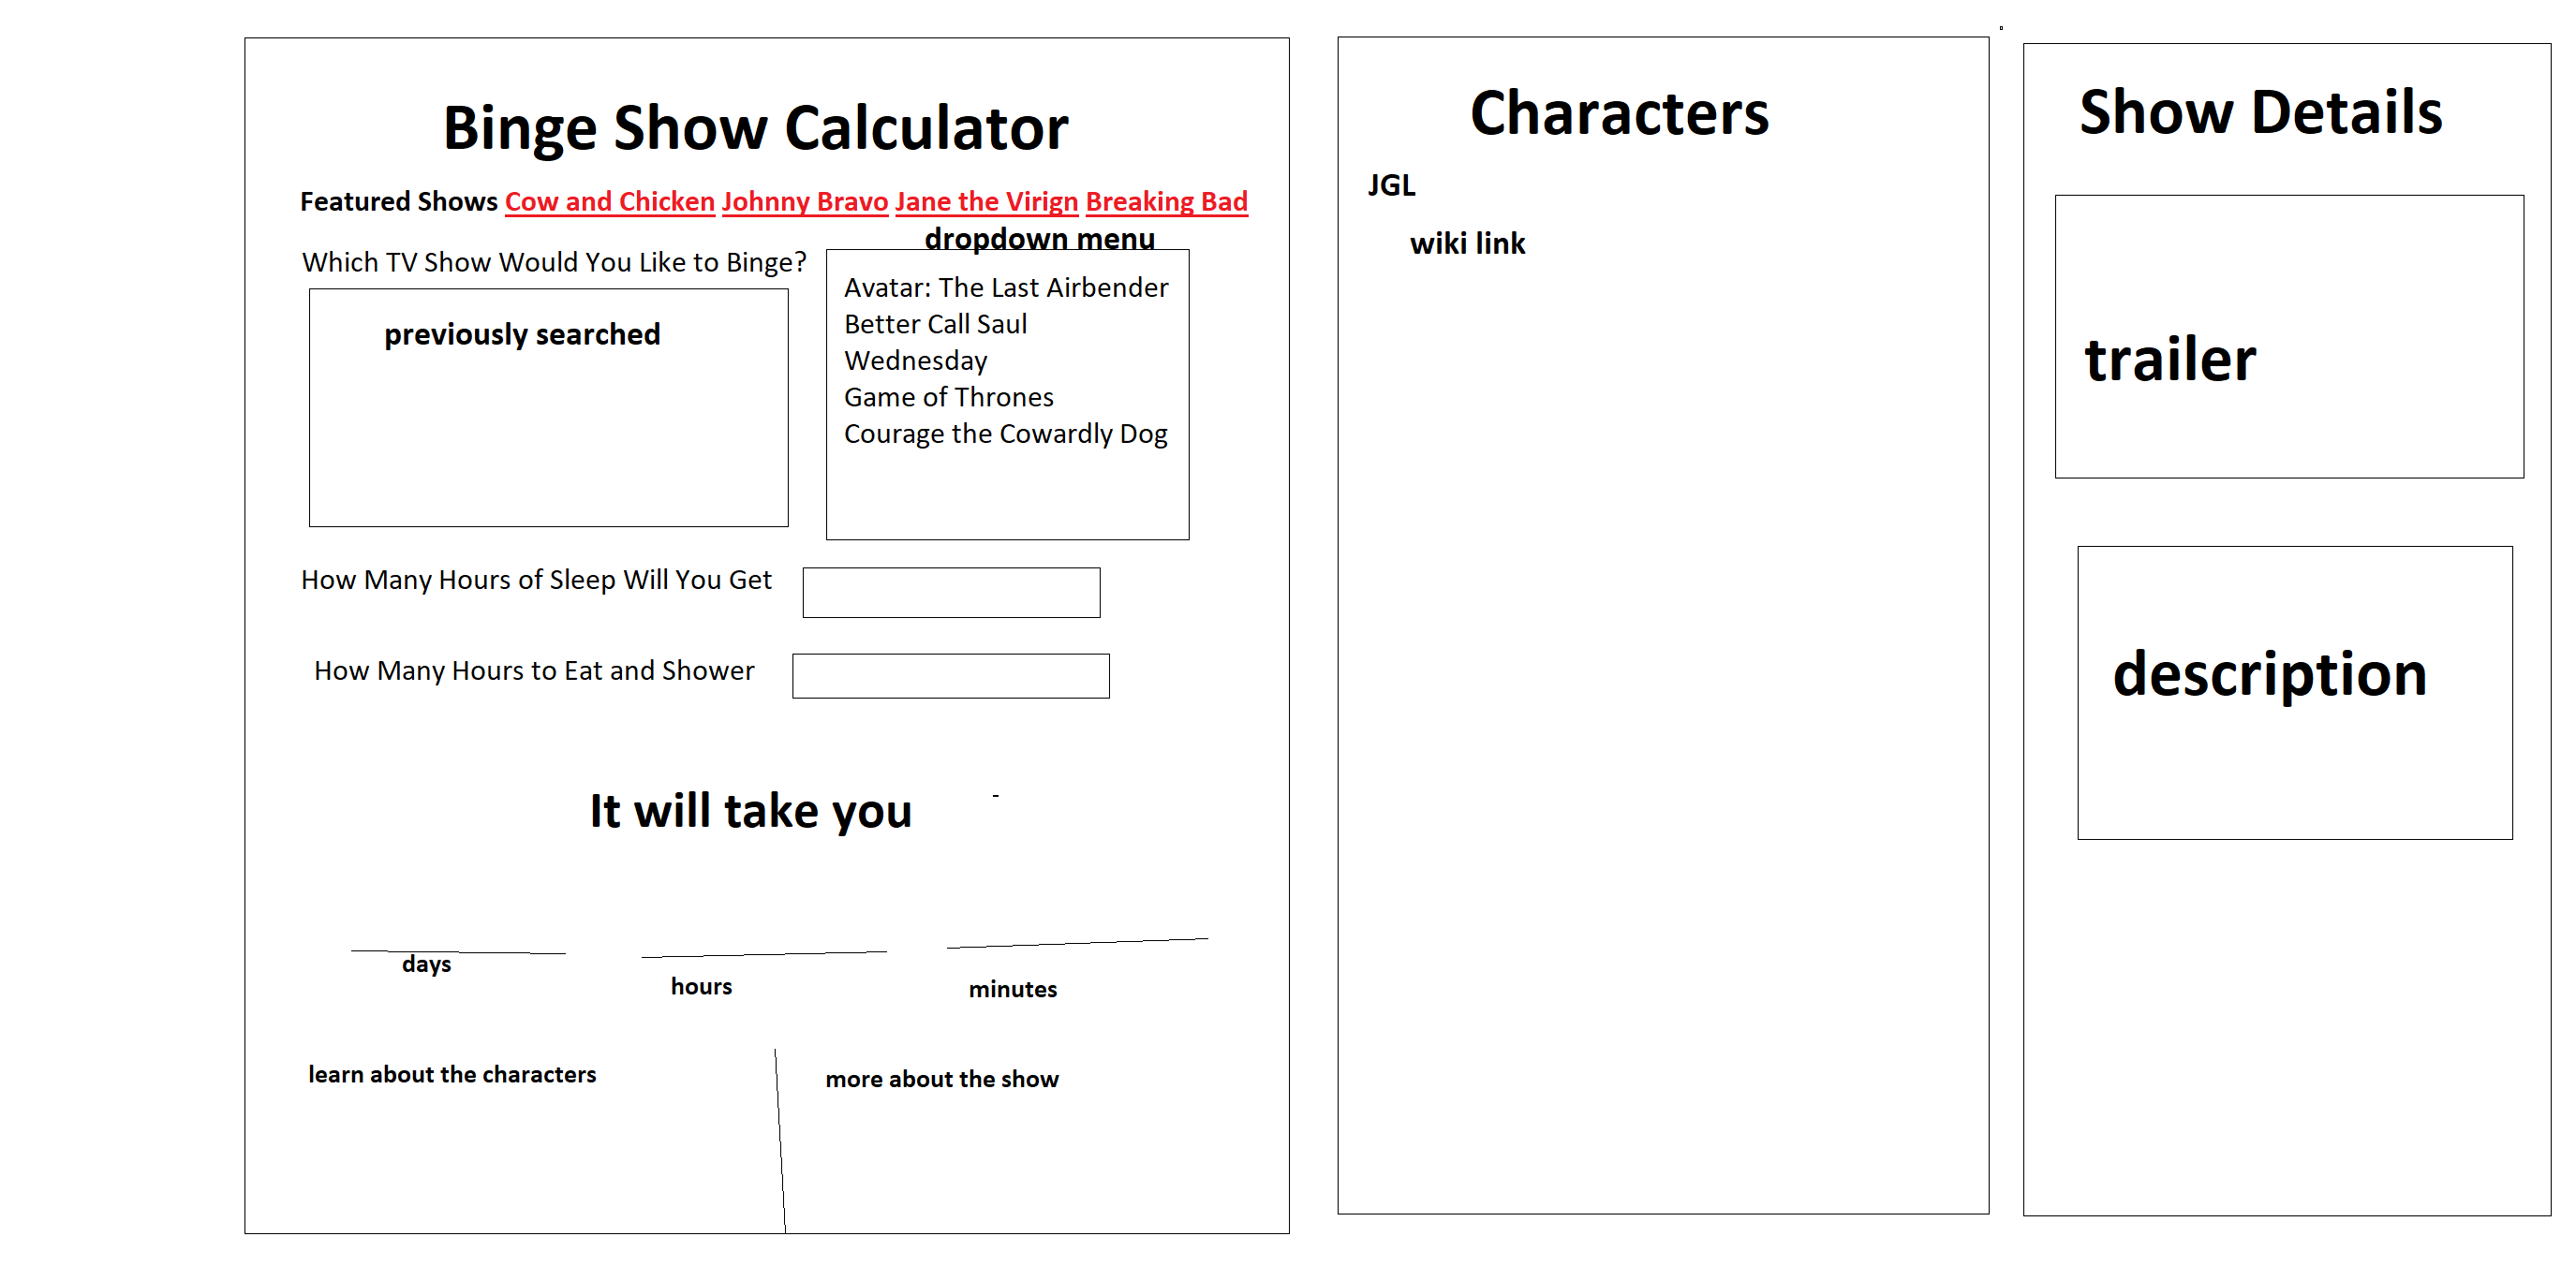 Binge Show Calculator
Featured Shows Cow and Chicken Johnny Bravo Jane the Virign Breaking Bad
dropdown menu
Which TV Show Would You Like to Binge?
previously searched
Avatar: The Last Airbender
Better Call Saul
Wednesday
Game of Thrones
Courage the Cowardly Dog
How Many Hours of Sleep Will You Get
How Many Hours to Eat and Shower
It will take you
days
hours
minutes
learn about the characters
more about the show
Characters
JGL
wiki link
Show Details
trailer
description